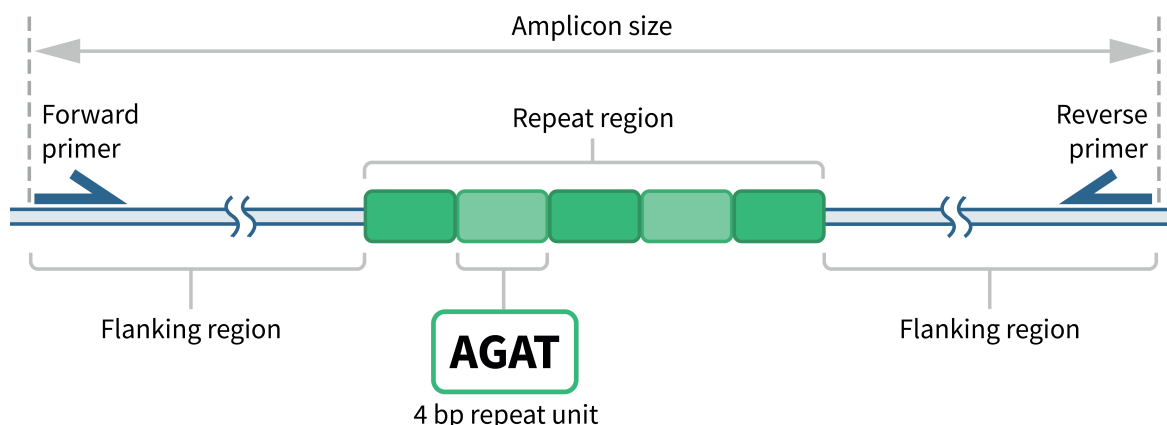 Amplicon size
Forward
primer
Repeat region
Reverse
primer
Flanking region
AGAT
4 bp repeat unit
Flanking region